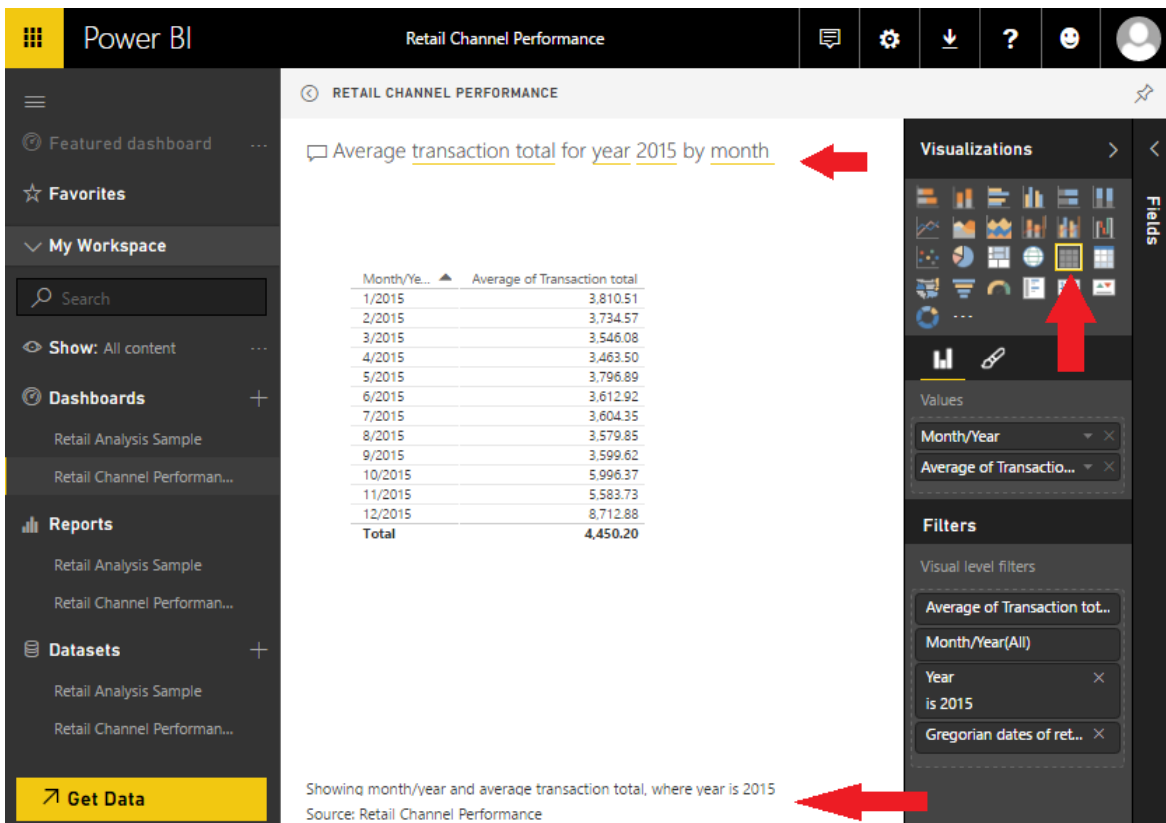 Power BI
Retail Channel Performance
?
RETAIL CHANNEL PERFORMANCE
Featured dashboard ...
Favorites
My Workspace
Search
Show: All content ...
Dashboards +
Retail Analysis Sample
Retail Channel Performan...
Reports
Retail Analysis Sample
Retail Channel Performan...
Datasets +
Retail Analysis Sample
Retail Channel Performan...
Get Data
Average transaction total for year 2015 by month
Month/Ye... Average of Transaction total
1/2015 3,810.51
2/2015 3,734.57
3/2015 3,546.08
4/2015 3,463.50
5/2015 3,796.89
6/2015 3,612.92
7/2015 3,604.35
8/2015 3,579.85
9/2015 3,599.62
10/2015 5,996.37
11/2015 5,583.73
12/2015 8,712.88
Total 4,450.20
Showing month/year and average transaction total, where year is 2015
Source: Retail Channel Performance
Visualizations
...
Values
Month/Year
Average of Transactio...
Filters
Visual level filters
Average of Transaction tot...
Month/Year(All)
Year
is 2015
Gregorian dates of ret...
Fields